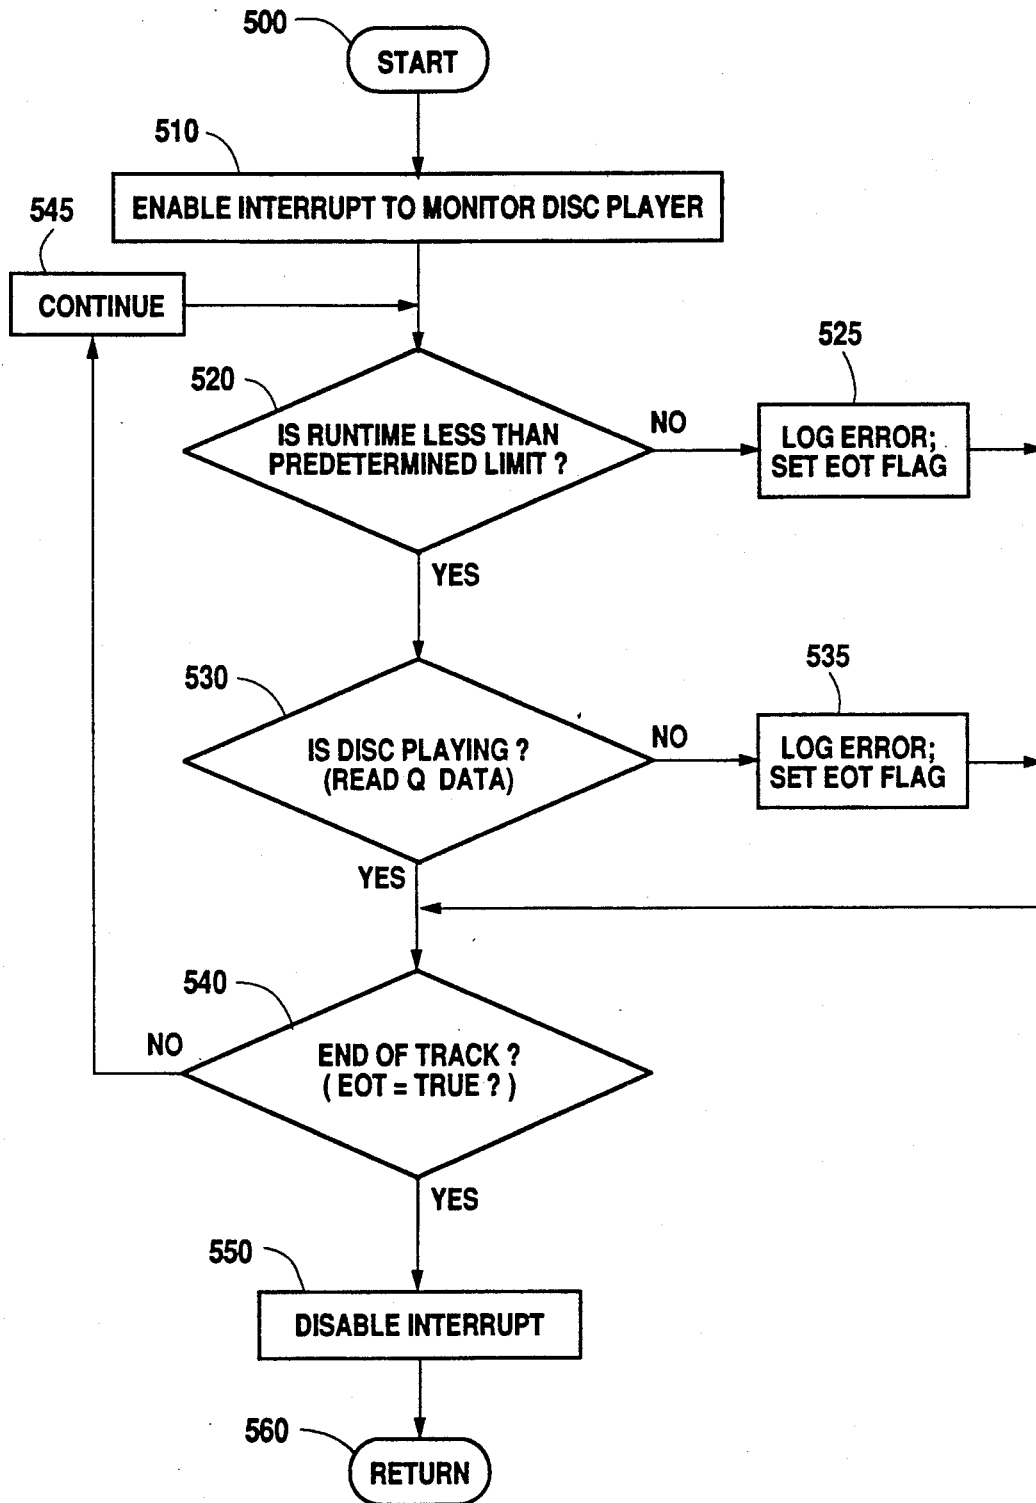 500
START
510
ENABLE INTERRUPT TO MONITOR DISC PLAYER
545
CONTINUE
520
IS RUNTIME LESS THAN
PREDETERMINED LIMIT ?
NO
525
LOG ERROR;
SET EOT FLAG
YES
530
IS DISC PLAYING ?
(READ Q DATA)
NO
535
LOG ERROR;
SET EOT FLAG
YES
540
NO
END OF TRACK ?
( EOT = TRUE ? )
YES
550
DISABLE INTERRUPT
560
RETURN